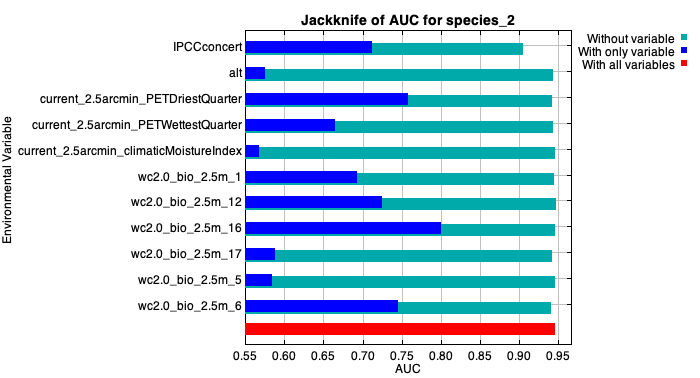 Jackknife of AUC for species_2
IPCCconcert
alt
current_2.5arcmin_PETDriestQuarter
current_2.5arcmin_PETWettestQuarter
current_2.5arcmin_climaticMoistureIndex
wc2.0_bio_2.5m_1
wc2.0_bio_2.5m_12
wc2.0_bio_2.5m_16
wc2.0_bio_2.5m_17
wc2.0_bio_2.5m_5
wc2.0_bio_2.5m_6
Environmental Variable
0.55 0.60 0.65 0.70 0.75 0.80 0.85 0.90 0.95
AUC
Without variable
With only variable
With all variables